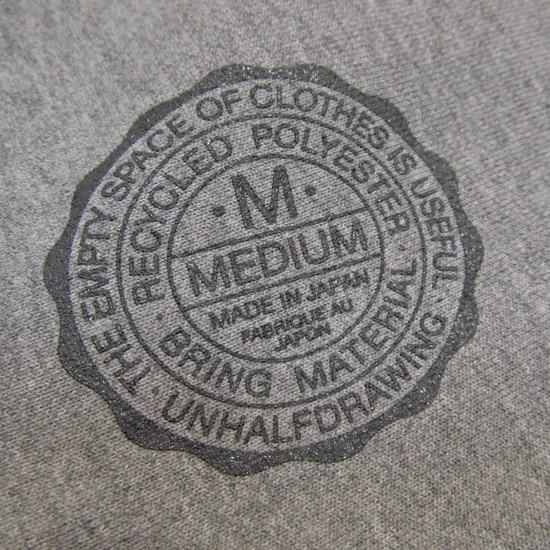 THE EMPTY SPACE OF CLOTHES IS USEFUL ·
UNHALFDRAWING ·
RECYCLED POLYESTER ·
BRING MATERIAL ·
· M ·
MEDIUM
MADE IN JAPAN
FABRIQUE AU
JAPON